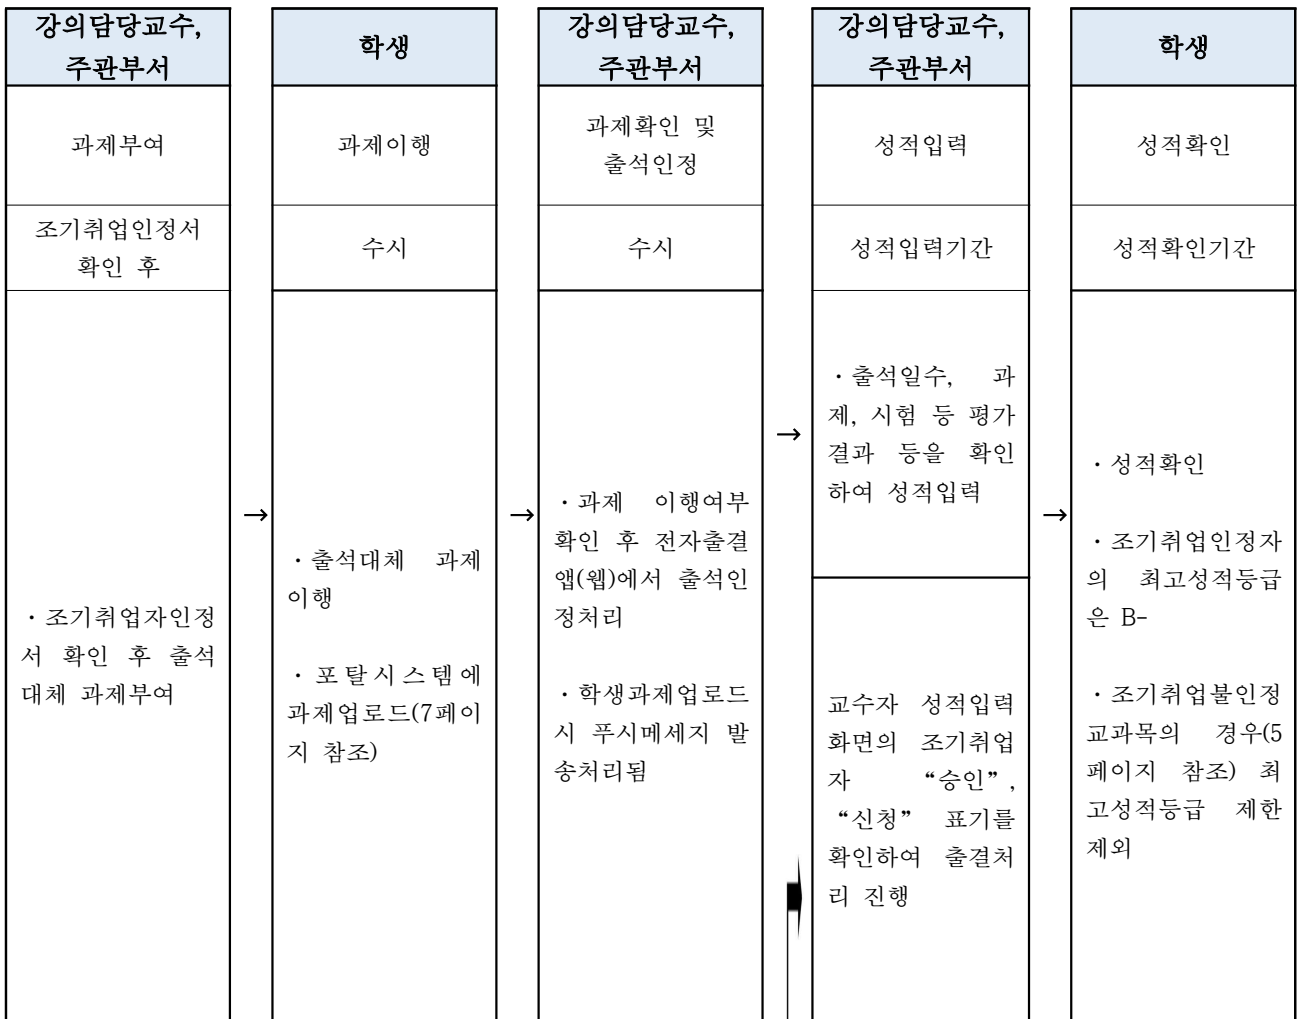 강의담당교수,
주관부서
과제부여
조기취업인정서
확인 후
・조기취업자인정
서 확인 후 출석
대체 과제부여
→
학생
과제이행
수시
・출석대체 과제
이행
・포탈시스템에
과제업로드(7페이
지 참조)
→
강의담당교수,
주관부서
과제확인 및
출석인정
수시
・과제 이행여부
확인 후 전자출결
앱(웹)에서 출석인
정처리
・학생과제업로드
시 푸시메세지 발
송처리됨
→
강의담당교수,
주관부서
성적입력
성적입력기간
・출석일수, 과
제, 시험 등 평가
결과 등을 확인
하여 성적입력
교수자 성적입력
화면의 조기취업
자 “승인”,
“신청” 표기를
확인하여 출결처
리 진행
→
학생
성적확인
성적확인기간
・성적확인
・조기취업인정자
의 최고성적등급
은 B-
・조기취업불인정
교과목의 경우(5
페이지 참조) 최
고성적등급 제한
제외